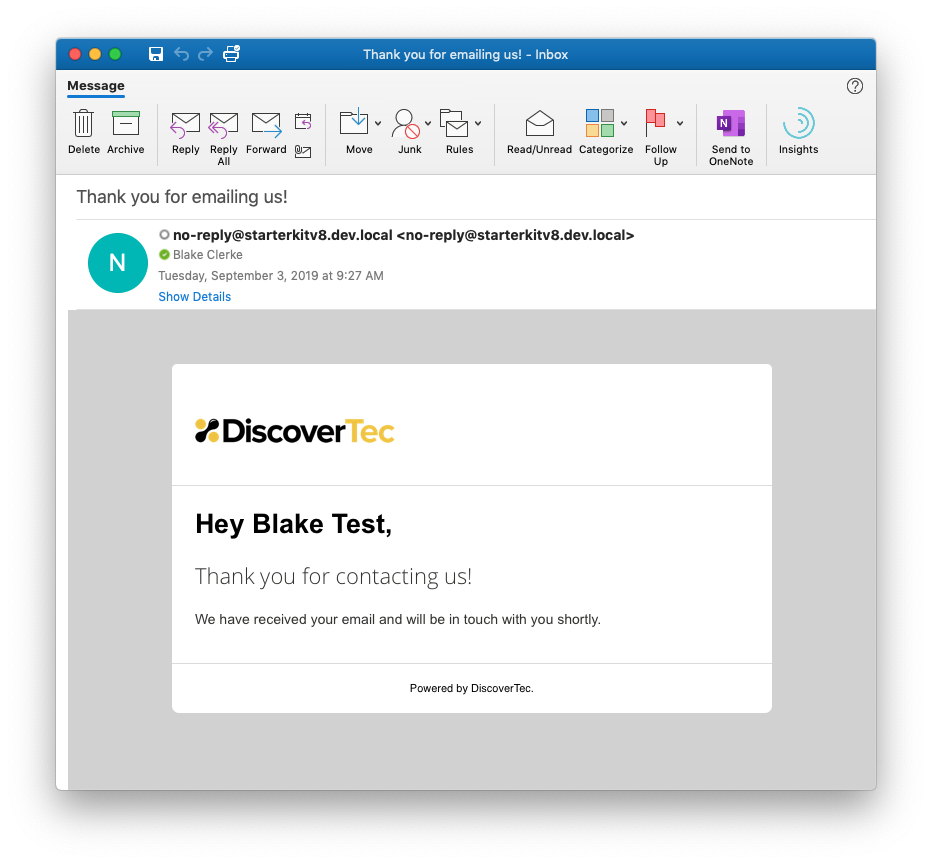 Thank you for emailing us! - Inbox
Message
?
Delete
Archive
Reply
Reply All
Forward
Move
Junk
Rules
Read/Unread
Categorize
Follow Up
N
Send to OneNote
Insights
Thank you for emailing us!
N
no-reply@starterkitv8.dev.local <no-reply@starterkitv8.dev.local>
Blake Clerke
Tuesday, September 3, 2019 at 9:27 AM
Show Details
DiscoverTec
Hey Blake Test,
Thank you for contacting us!
We have received your email and will be in touch with you shortly.
Powered by DiscoverTec.